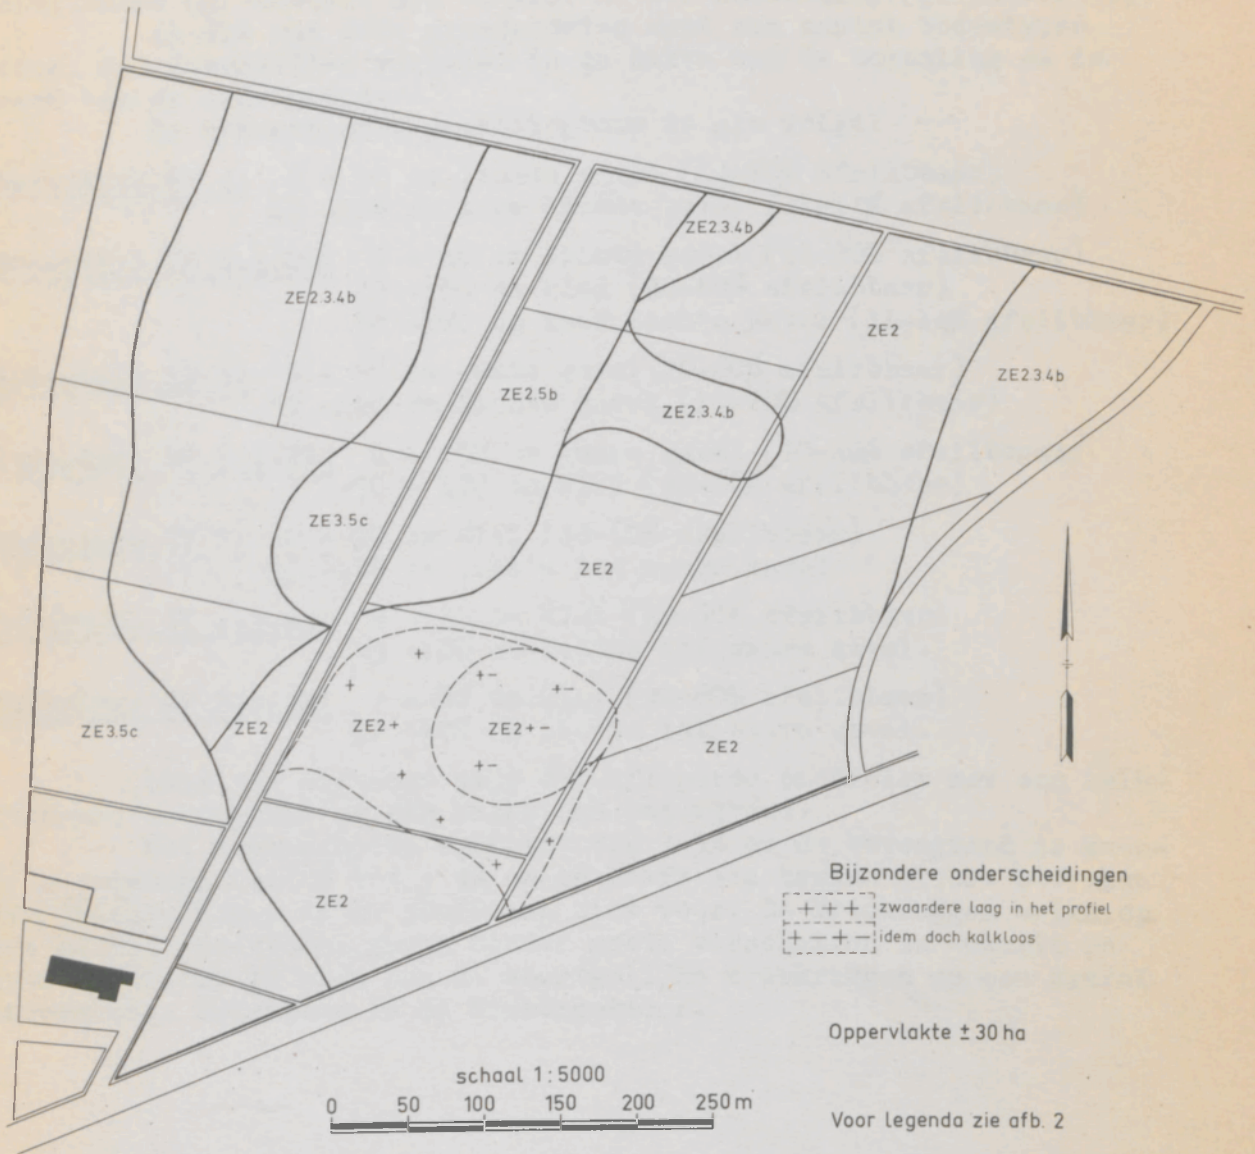 ZE2.3.4b
ZE2.3.4b
ZE2
ZE2.3.4b
ZE2.5b
ZE2.3.4b
ZE3.5c
ZE2
ZE3.5c
ZE2
ZE2+
ZE2+-
ZE2
ZE2
Bijzondere onderscheidingen
+ + + zwaardere laag in het profiel
+ - + - idem doch kalkloos
Oppervlakte ± 30 ha
schaal 1:5000
0 50 100 150 200 250 m
Voor legenda zie afb. 2